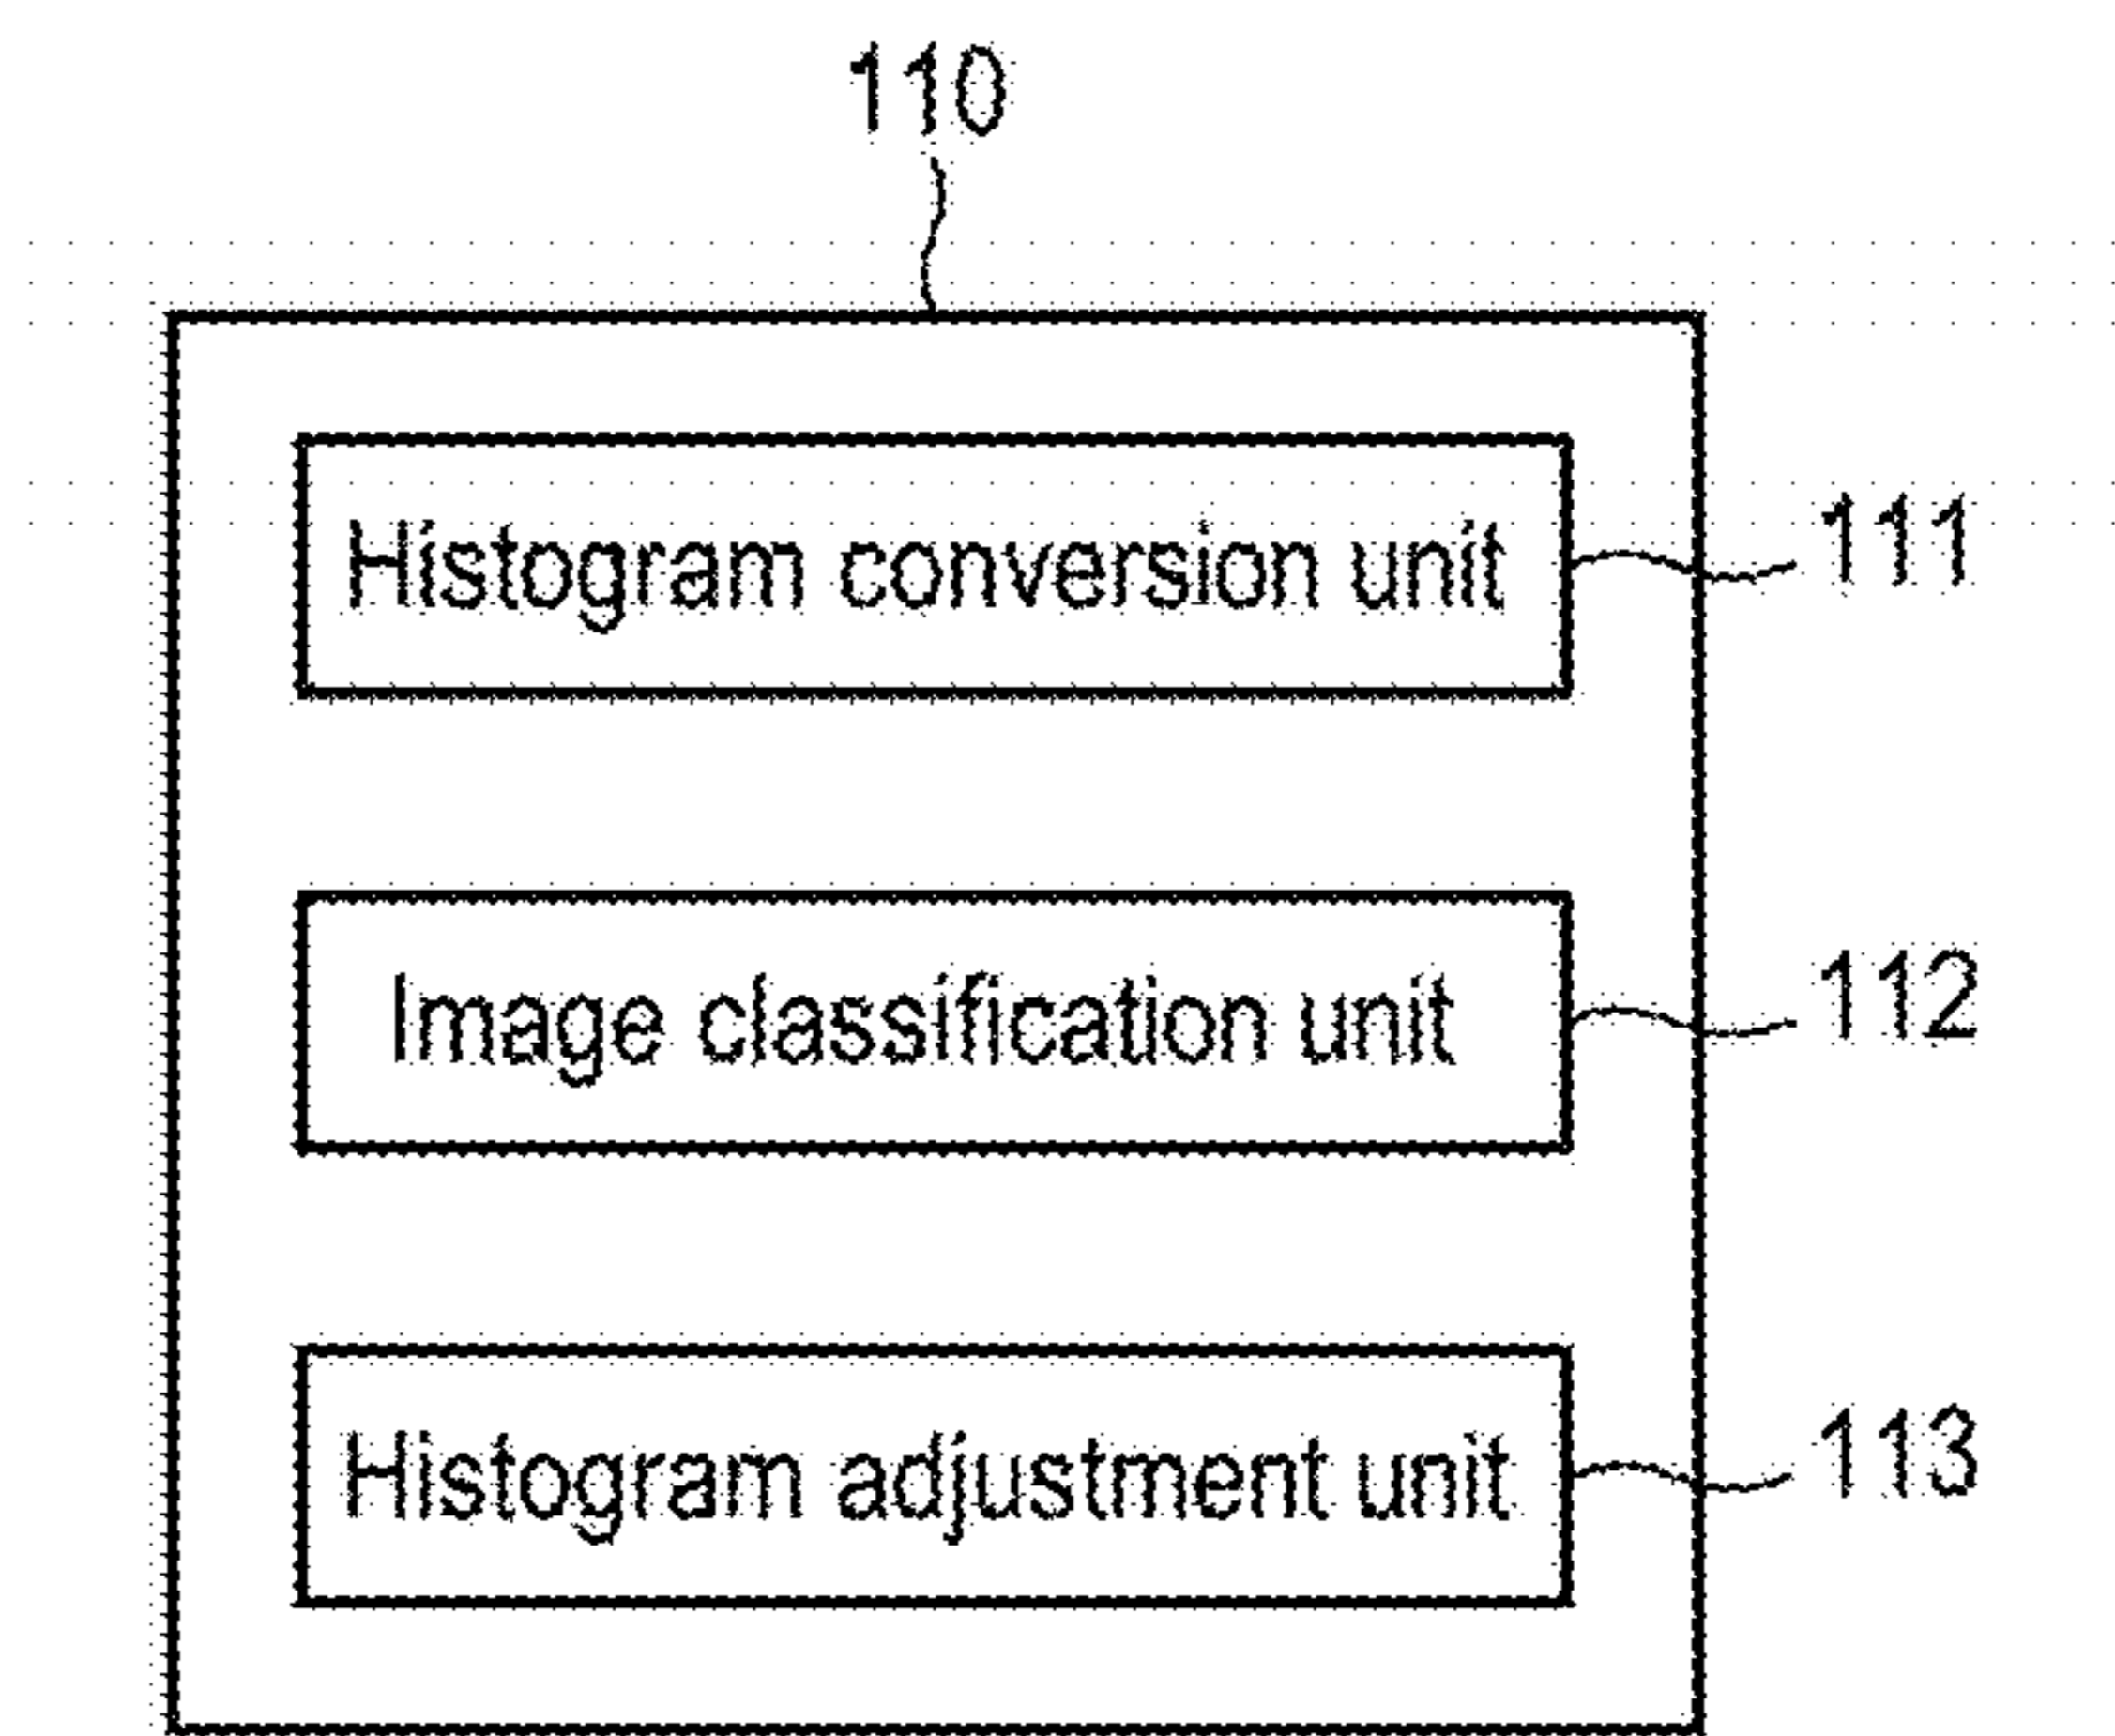 110
Histogram conversion unit 111
Image classification unit 112
Histogram adjustment unit 113